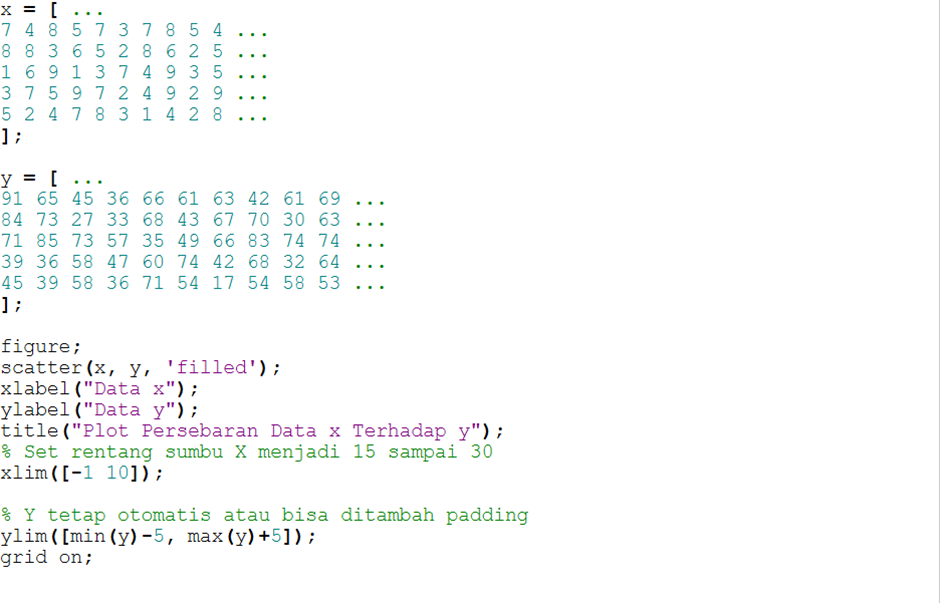 x = [ ...
7 4 8 5 7 3 7 8 5 4 ...
8 8 3 6 5 2 8 6 2 5 ...
1 6 9 1 3 7 4 9 3 5 ...
3 7 5 9 7 2 4 9 2 9 ...
5 2 4 7 8 3 1 4 2 8 ...
];
y = [ ...
91 65 45 36 66 61 63 42 61 69 ...
84 73 27 33 68 43 67 70 30 63 ...
71 85 73 57 35 49 66 83 74 74 ...
39 36 58 47 60 74 42 68 32 64 ...
45 39 58 36 71 54 17 54 58 53 ...
];
figure;
scatter(x, y, 'filled');
xlabel("Data x");
ylabel("Data y");
title("Plot Persebaran Data x Terhadap y");
% Set rentang sumbu X menjadi 15 sampai 30
xlim([-1 10]);
% Y tetap otomatis atau bisa ditambah padding
ylim([min(y)-5, max(y)+5]);
grid on;